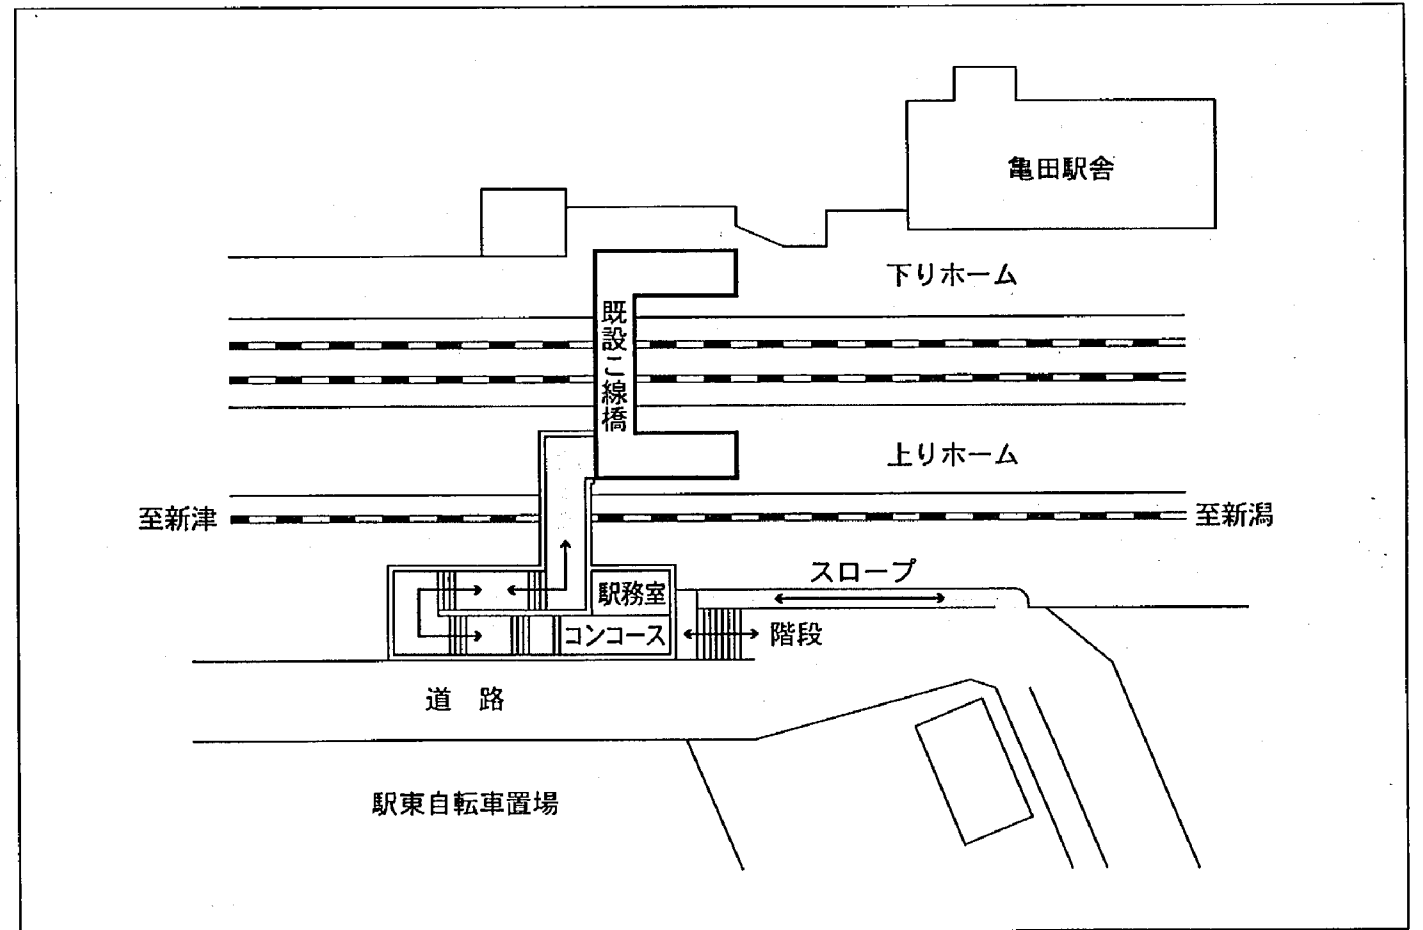 亀田駅舎
下りホーム
既設こ線橋
上りホーム
至新津
至新潟
スロープ
駅務室
コンコース
階段
道路
駅東自転車置場